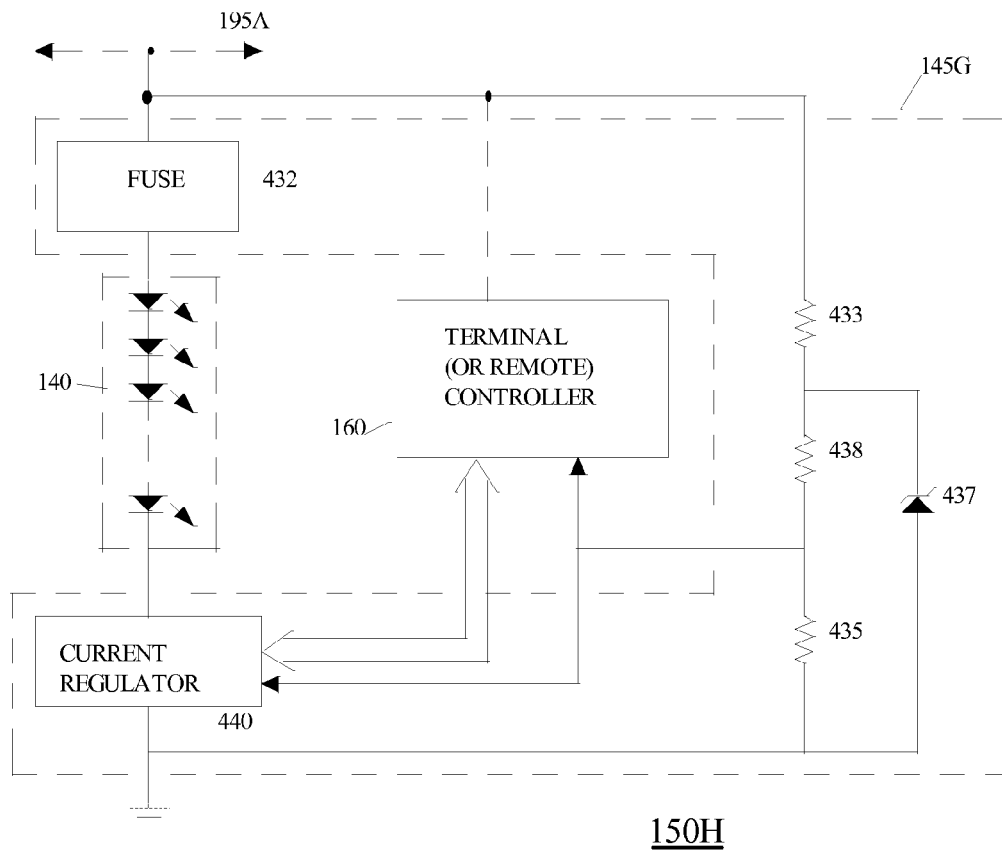 195A
145G
FUSE
432
TERMINAL
(OR REMOTE)
CONTROLLER
433
140
160
438
437
CURRENT
REGULATOR
435
440
150H